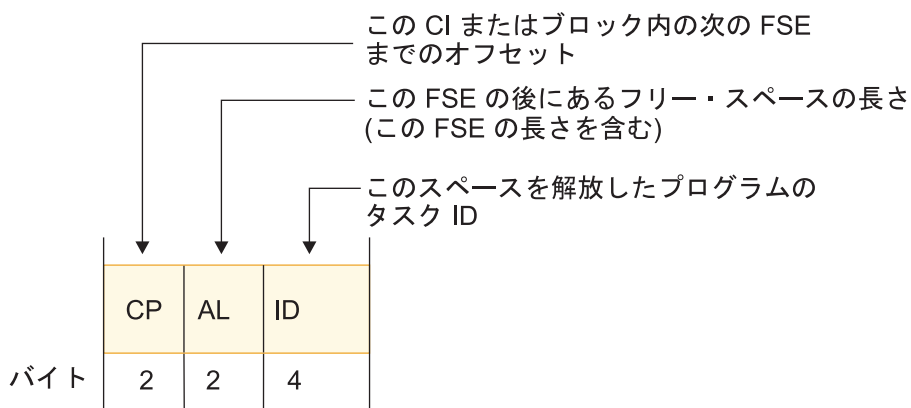 この CI またはブロック内の次の FSE
までのオフセット
この FSE の後にあるフリー・スペースの長さ
(この FSE の長さを含む)
このスペースを解放したプログラムの
タスク ID
CP AL ID
バイト 2 2 4